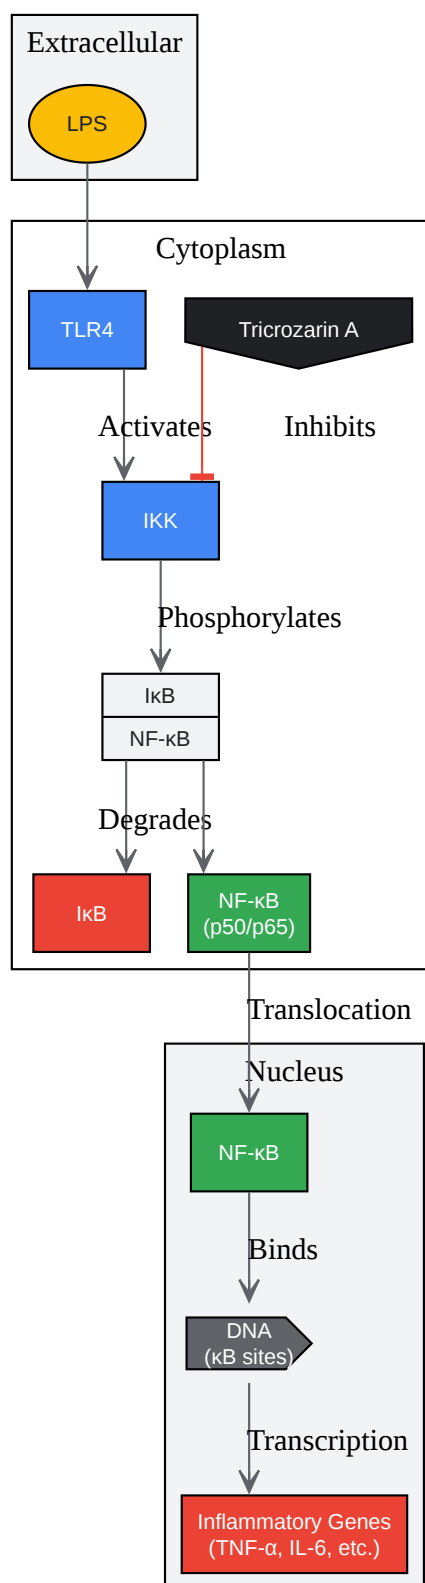 Extracellular
LPS
Cytoplasm
TLR4
Tricrozarin A
Activates
Inhibits
IKK
Phosphorylates
IκB
NF-κB
Degrades
IκB
NF-κB
(p50/p65)
Translocation
Nucleus
NF-κB
Binds
DNA
(κB sites)
Transcription
Inflammatory Genes
(TNF-α, IL-6, etc.)